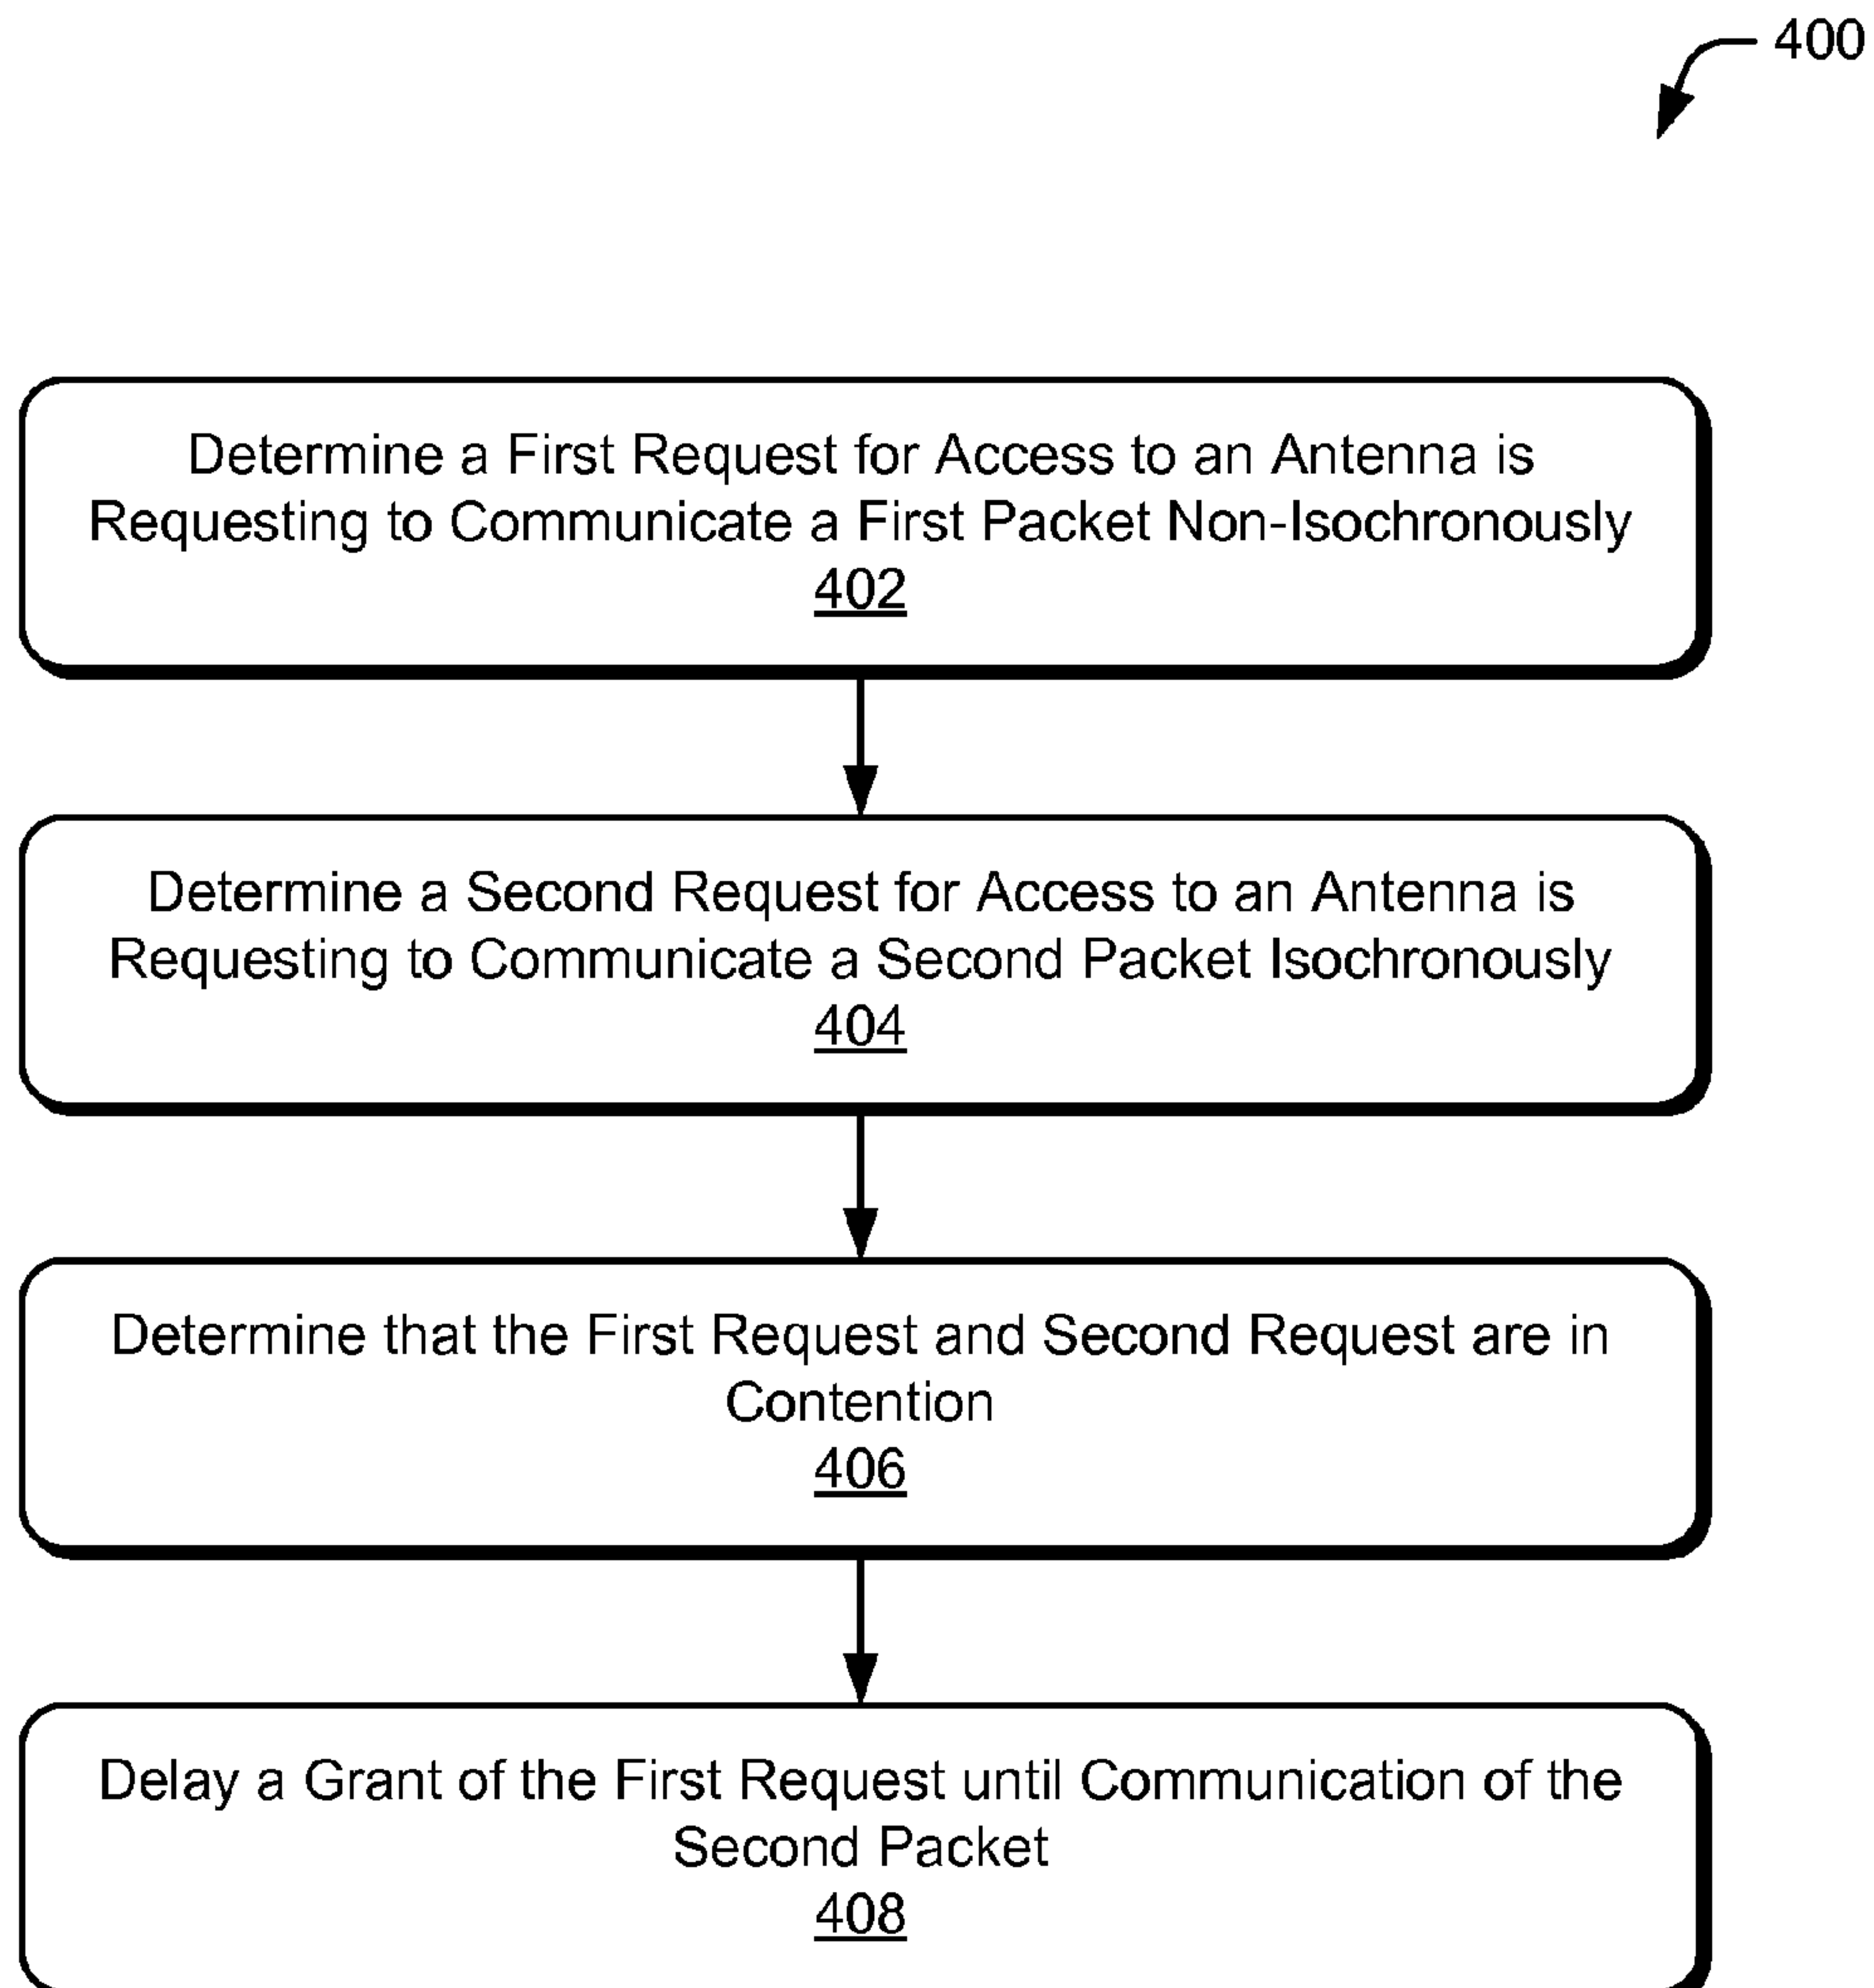 400
Determine a First Request for Access to an Antenna is
Requesting to Communicate a First Packet Non-Isochronously
402
Determine a Second Request for Access to an Antenna is
Requesting to Communicate a Second Packet Isochronously
404
Determine that the First Request and Second Request are in
Contention
406
Delay a Grant of the First Request until Communication of the
Second Packet
408